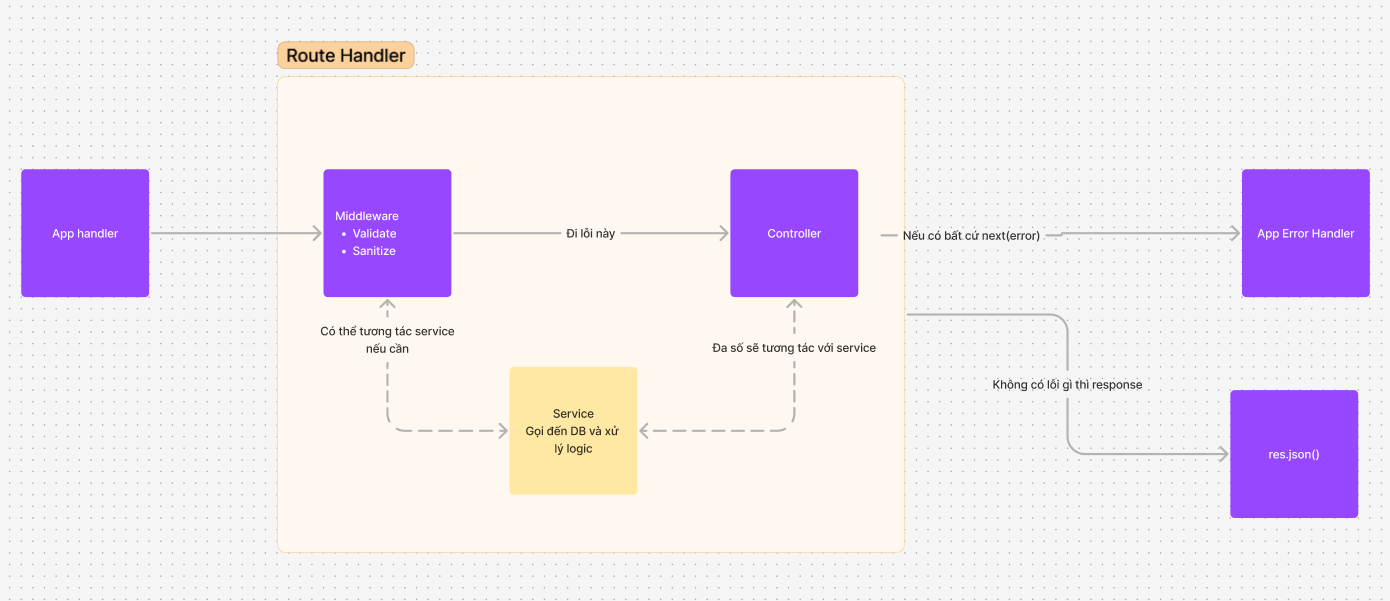 Route Handler
App handler
Middleware
• Validate
• Sanitize
Đi lối này
Controller
Nếu có bất cứ next(error)
App Error Handler
Có thể tương tác service
nếu cần
Đa số sẽ tương tác với service
Service
Gọi đến DB và xử
lý logic
Không có lỗi gì thì response
res.json()